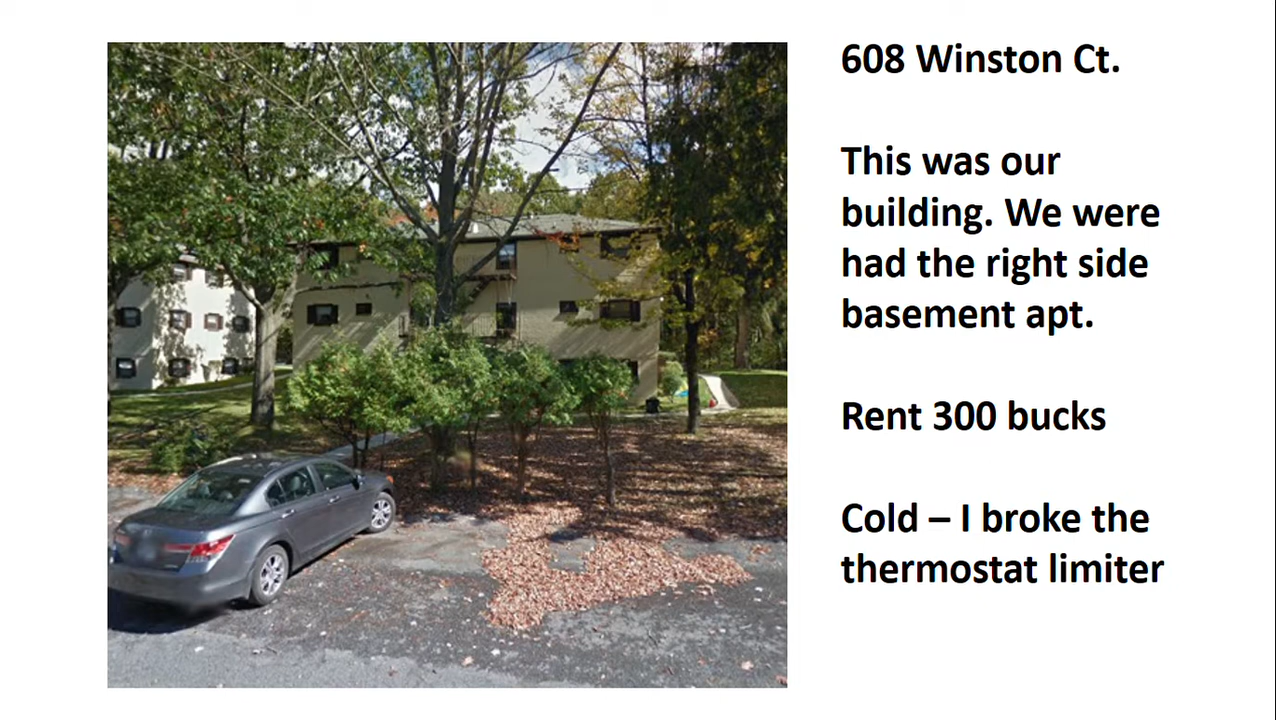 608 Winston Ct.
This was our
building. We were
had the right side
basement apt.
Rent 300 bucks
Cold – I broke the
thermostat limiter